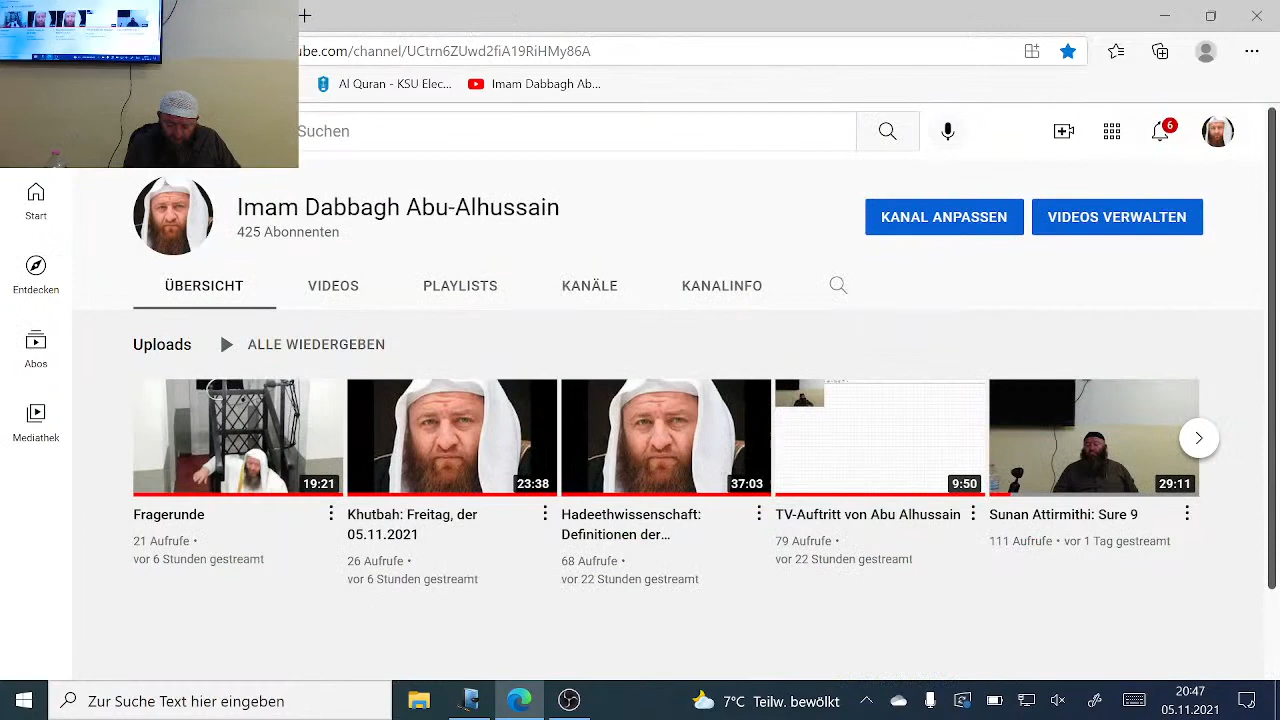 ube.com/channel/UCtrn6ZUwn2fiA19RiHMy86A
Al Quran - KSU Elec...
Imam Dabbagh Ab...
Suchen
6
Start
Entdecken
Abos
Mediathek
Imam Dabbagh Abu-Alhussain
425 Abonnenten
KANAL ANPASSEN
VIDEOS VERWALTEN
ÜBERSICHT
VIDEOS
PLAYLISTS
KANÄLE
KANALINFO
Uploads
ALLE WIEDERGEBEN
19:21
23:38
37:03
9:50
29:11
Fragerunde
21 Aufrufe •
vor 6 Stunden gestreamt
Khutbah: Freitag, der
05.11.2021
26 Aufrufe •
vor 6 Stunden gestreamt
Hadeethwissenschaft:
Definitionen der...
68 Aufrufe •
vor 22 Stunden gestreamt
TV-Auftritt von Abu Alhussain
79 Aufrufe •
vor 22 Stunden gestreamt
Sunan Attirmithi: Sure 9
111 Aufrufe • vor 1 Tag gestreamt
Zur Suche Text hier eingeben
7°C Teilw. bewölkt
20:47
05.11.2021